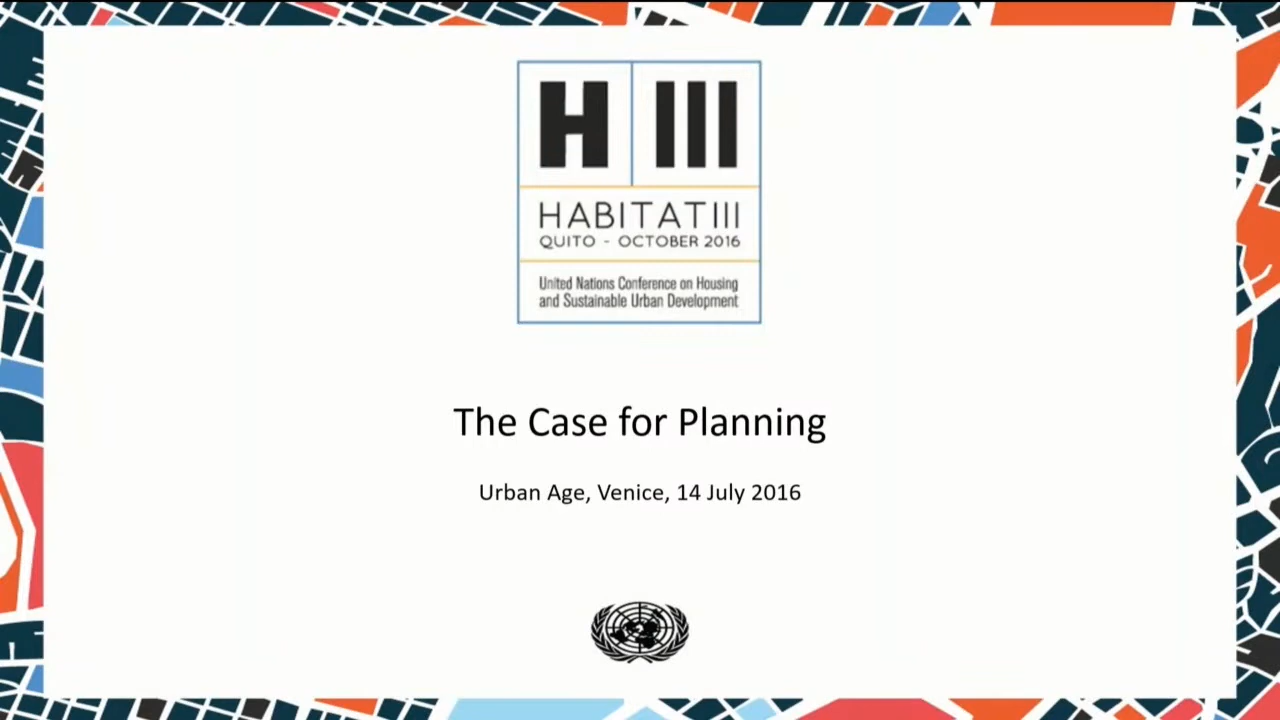 H III
HABITAT III
QUITO - OCTOBER 2016
United Nations Conference on Housing
and Sustainable Urban Development
The Case for Planning
Urban Age, Venice, 14 July 2016